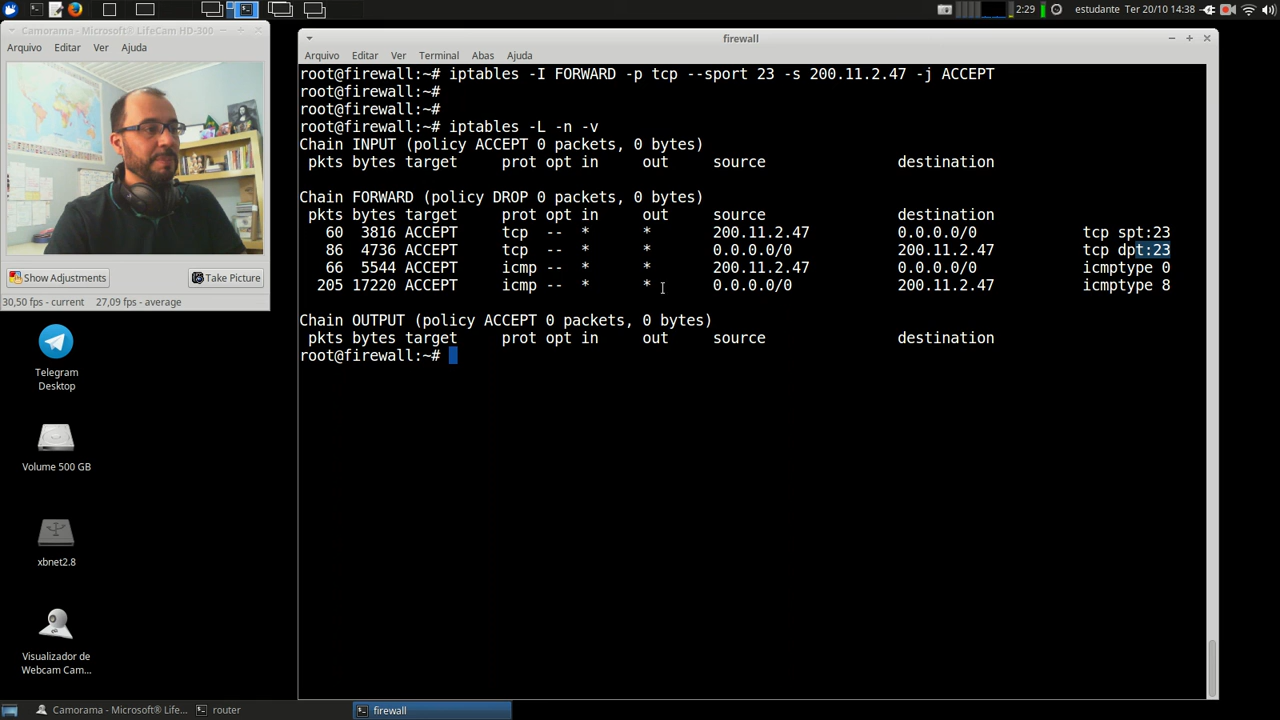 2:29 estudante Ter 20/10 14:38
Camorama - Microsoft® LifeCam HD-300
Arquivo Editar Ver Ajuda
Show Adjustments Take Picture
30,50 fps - current 27,09 fps - average
Telegram
Desktop
Volume 500 GB
xbnet2.8
Visualizador de
Webcam Cam...
firewall
Arquivo Editar Ver Terminal Abas Ajuda
root@firewall:~# iptables -I FORWARD -p tcp --sport 23 -s 200.11.2.47 -j ACCEPT
root@firewall:~#
root@firewall:~#
root@firewall:~# iptables -L -n -v
Chain INPUT (policy ACCEPT 0 packets, 0 bytes)
pkts bytes target prot opt in out source destination
Chain FORWARD (policy DROP 0 packets, 0 bytes)
pkts bytes target prot opt in out source destination
60 3816 ACCEPT tcp -- * * 200.11.2.47 0.0.0.0/0 tcp spt:23
86 4736 ACCEPT tcp -- * * 0.0.0.0/0 200.11.2.47 tcp dpt:23
66 5544 ACCEPT icmp -- * * 200.11.2.47 0.0.0.0/0 icmptype 0
205 17220 ACCEPT icmp -- * * 0.0.0.0/0 200.11.2.47 icmptype 8
Chain OUTPUT (policy ACCEPT 0 packets, 0 bytes)
pkts bytes target prot opt in out source destination
root@firewall:~#
Camorama - Microsoft® Life... router firewall